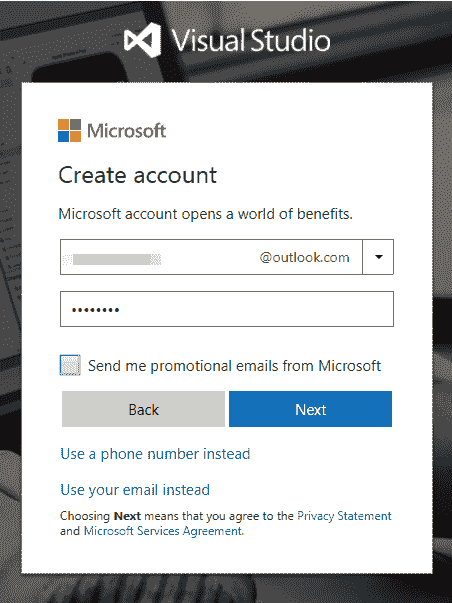 Visual Studio
Microsoft
Create account
Microsoft account opens a world of benefits.
@outlook.com
••••••••
Send me promotional emails from Microsoft
Back Next
Use a phone number instead
Use your email instead
Choosing Next means that you agree to the Privacy Statement
and Microsoft Services Agreement.